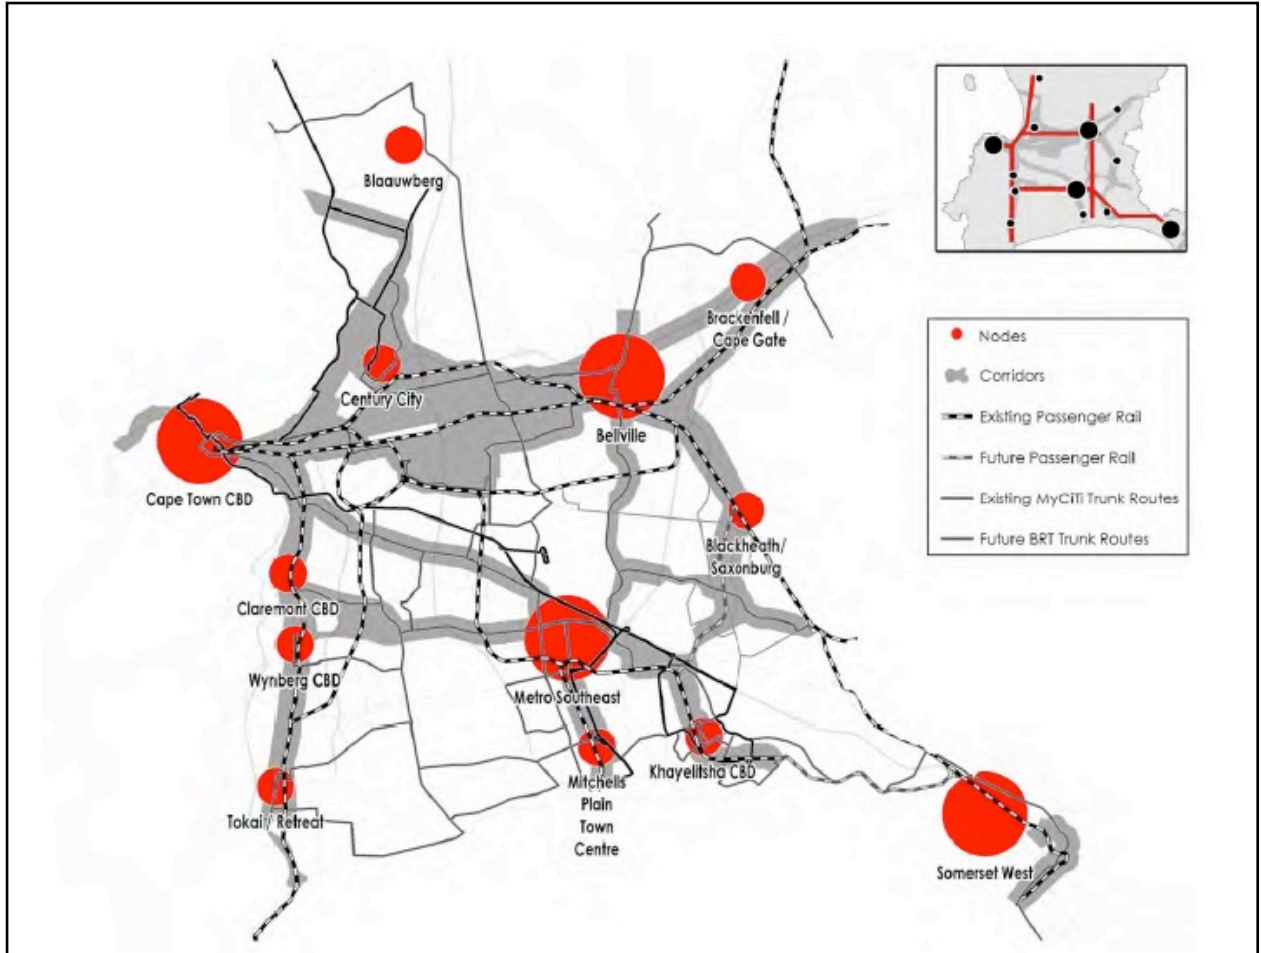 Blaauwberg
Brackenfell /
Cape Gate
Century City
Bellville
Cape Town CBD
Blackheath/
Saxonburg
Claremont CBD
Wynberg CBD
Metro Southeast
Khayelitsha CBD
Mitchells
Plain
Town
Centre
Tokai / Retreat
Somerset West
Nodes
Corridors
Existing Passenger Rail
Future Passenger Rail
Existing MyCiTi Trunk Routes
Future BRT Trunk Routes